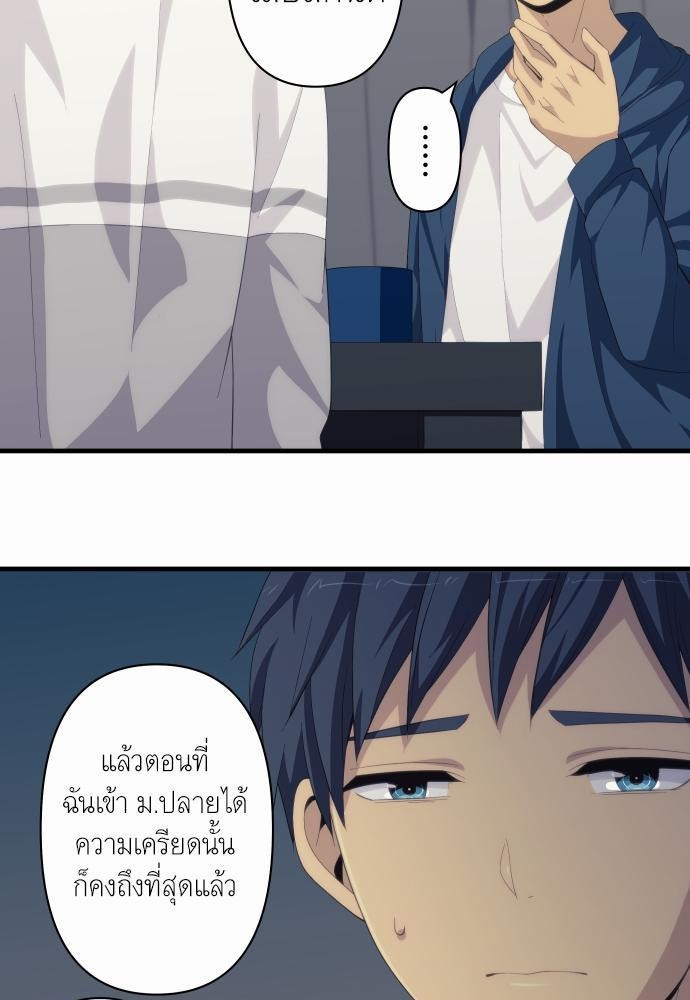 ......
แล้วตอนที่
ฉันเข้า ม.ปลายได้
ความเครียดนั้น
ก็คงถึงที่สุดแล้ว